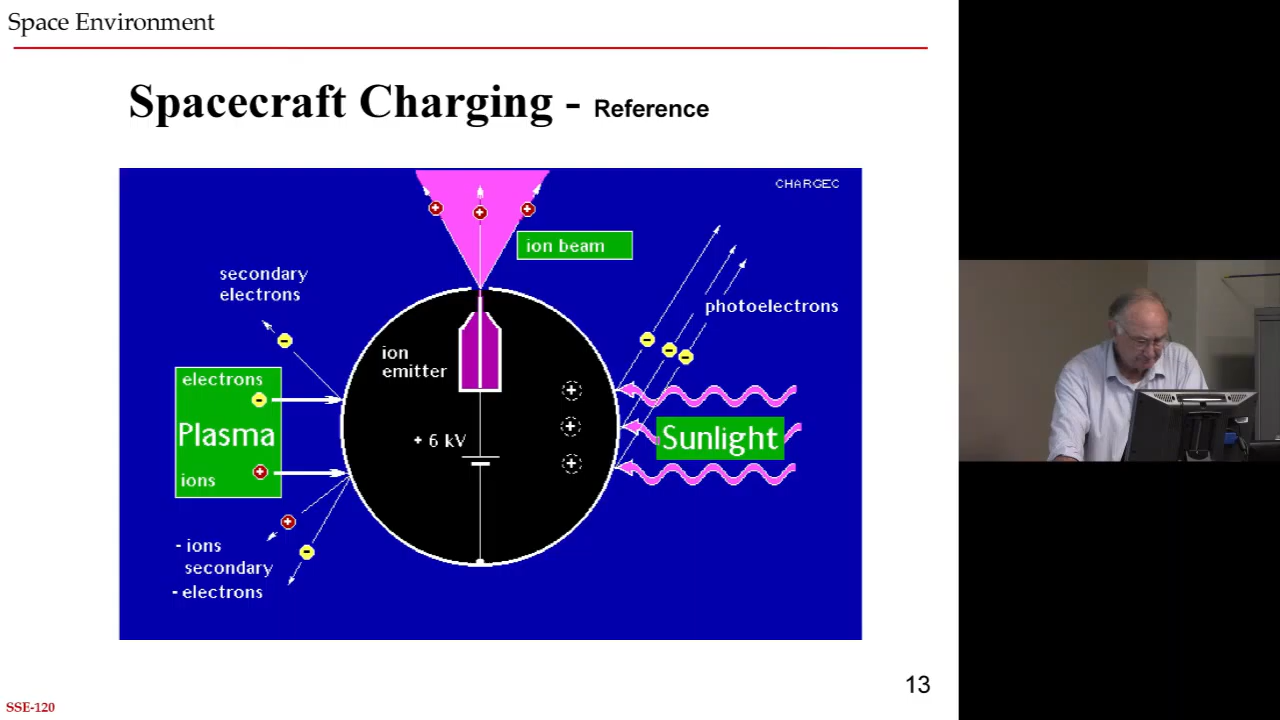 Space Environment
Spacecraft Charging - Reference
CHARGEC
ion beam
secondary
electrons
photoelectrons
ion
emitter
electrons
Plasma
ions
+ 6 kV
Sunlight
- ions
secondary
- electrons
13
SSE-120